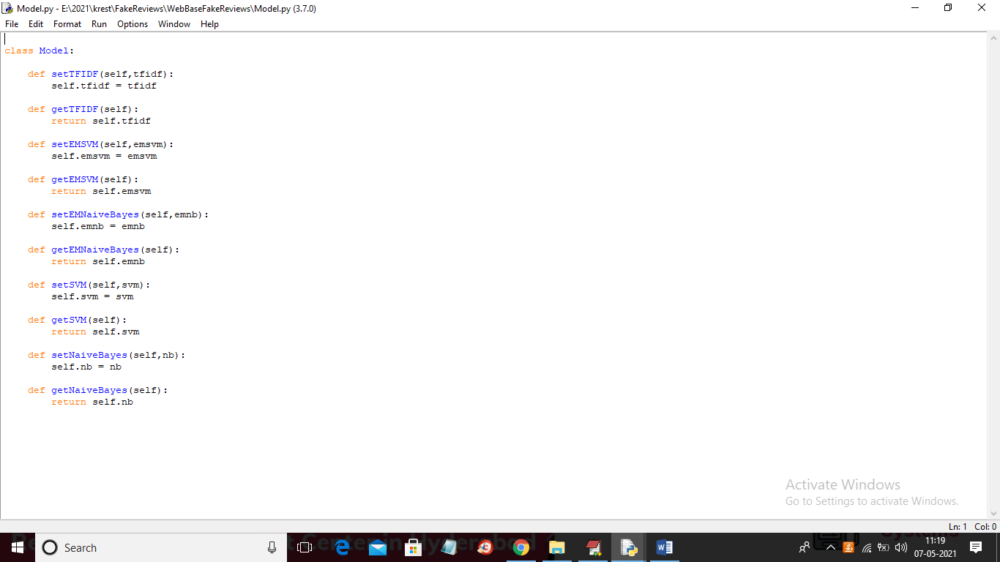 Model.py - E:\2021\krest\FakeReviews\WebBaseFakeReviews\Model.py (3.7.0)
File Edit Format Run Options Window Help
class Model:
    def setTFIDF(self,tfidf):
        self.tfidf = tfidf
    def getTFIDF(self):
        return self.tfidf
    def setEMSVM(self,emsvm):
        self.emsvm = emsvm
    def getEMSVM(self):
        return self.emsvm
    def setEMNaiveBayes(self,emnb):
        self.emnb = emnb
    def getEMNaiveBayes(self):
        return self.emnb
    def setSVM(self,svm):
        self.svm = svm
    def getSVM(self):
        return self.svm
    def setNaiveBayes(self,nb):
        self.nb = nb
    def getNaiveBayes(self):
        return self.nb
Activate Windows
Go to Settings to activate Windows.
Ln: 1 Col: 0
Search
Center in Hyderabad
Systems
11:19
07-05-2021